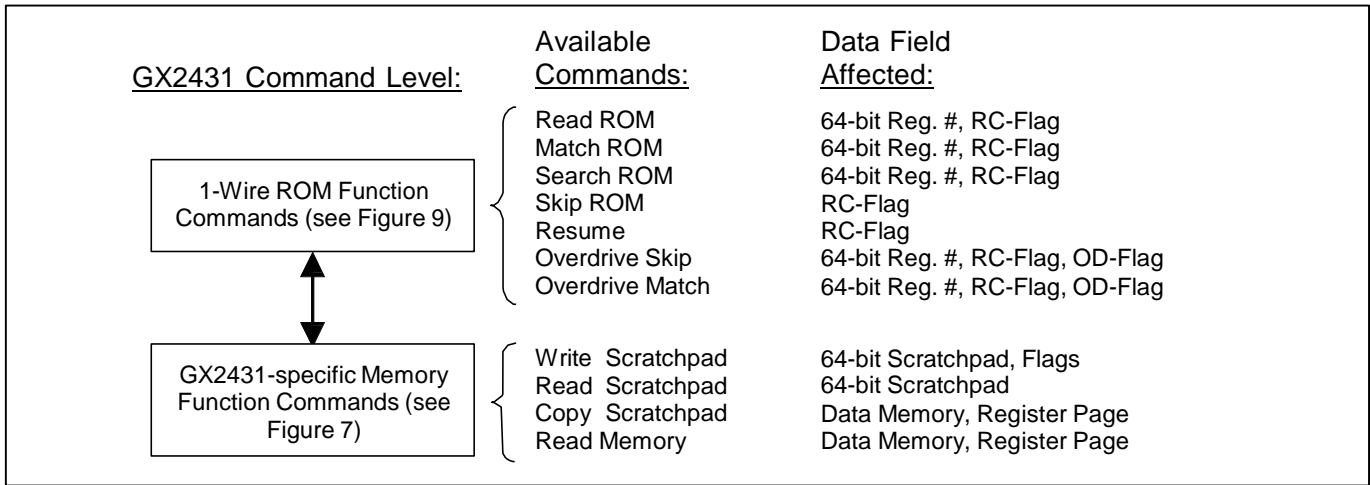 GX2431 Command Level:
Available
Commands:
Data Field
Affected:
1-Wire ROM Function
Commands (see Figure 9)
Read ROM 64-bit Reg. #, RC-Flag
Match ROM 64-bit Reg. #, RC-Flag
Search ROM 64-bit Reg. #, RC-Flag
Skip ROM RC-Flag
Resume RC-Flag
Overdrive Skip 64-bit Reg. #, RC-Flag, OD-Flag
Overdrive Match 64-bit Reg. #, RC-Flag, OD-Flag
GX2431-specific Memory
Function Commands (see
Figure 7)
Write Scratchpad 64-bit Scratchpad, Flags
Read Scratchpad 64-bit Scratchpad
Copy Scratchpad Data Memory, Register Page
Read Memory Data Memory, Register Page